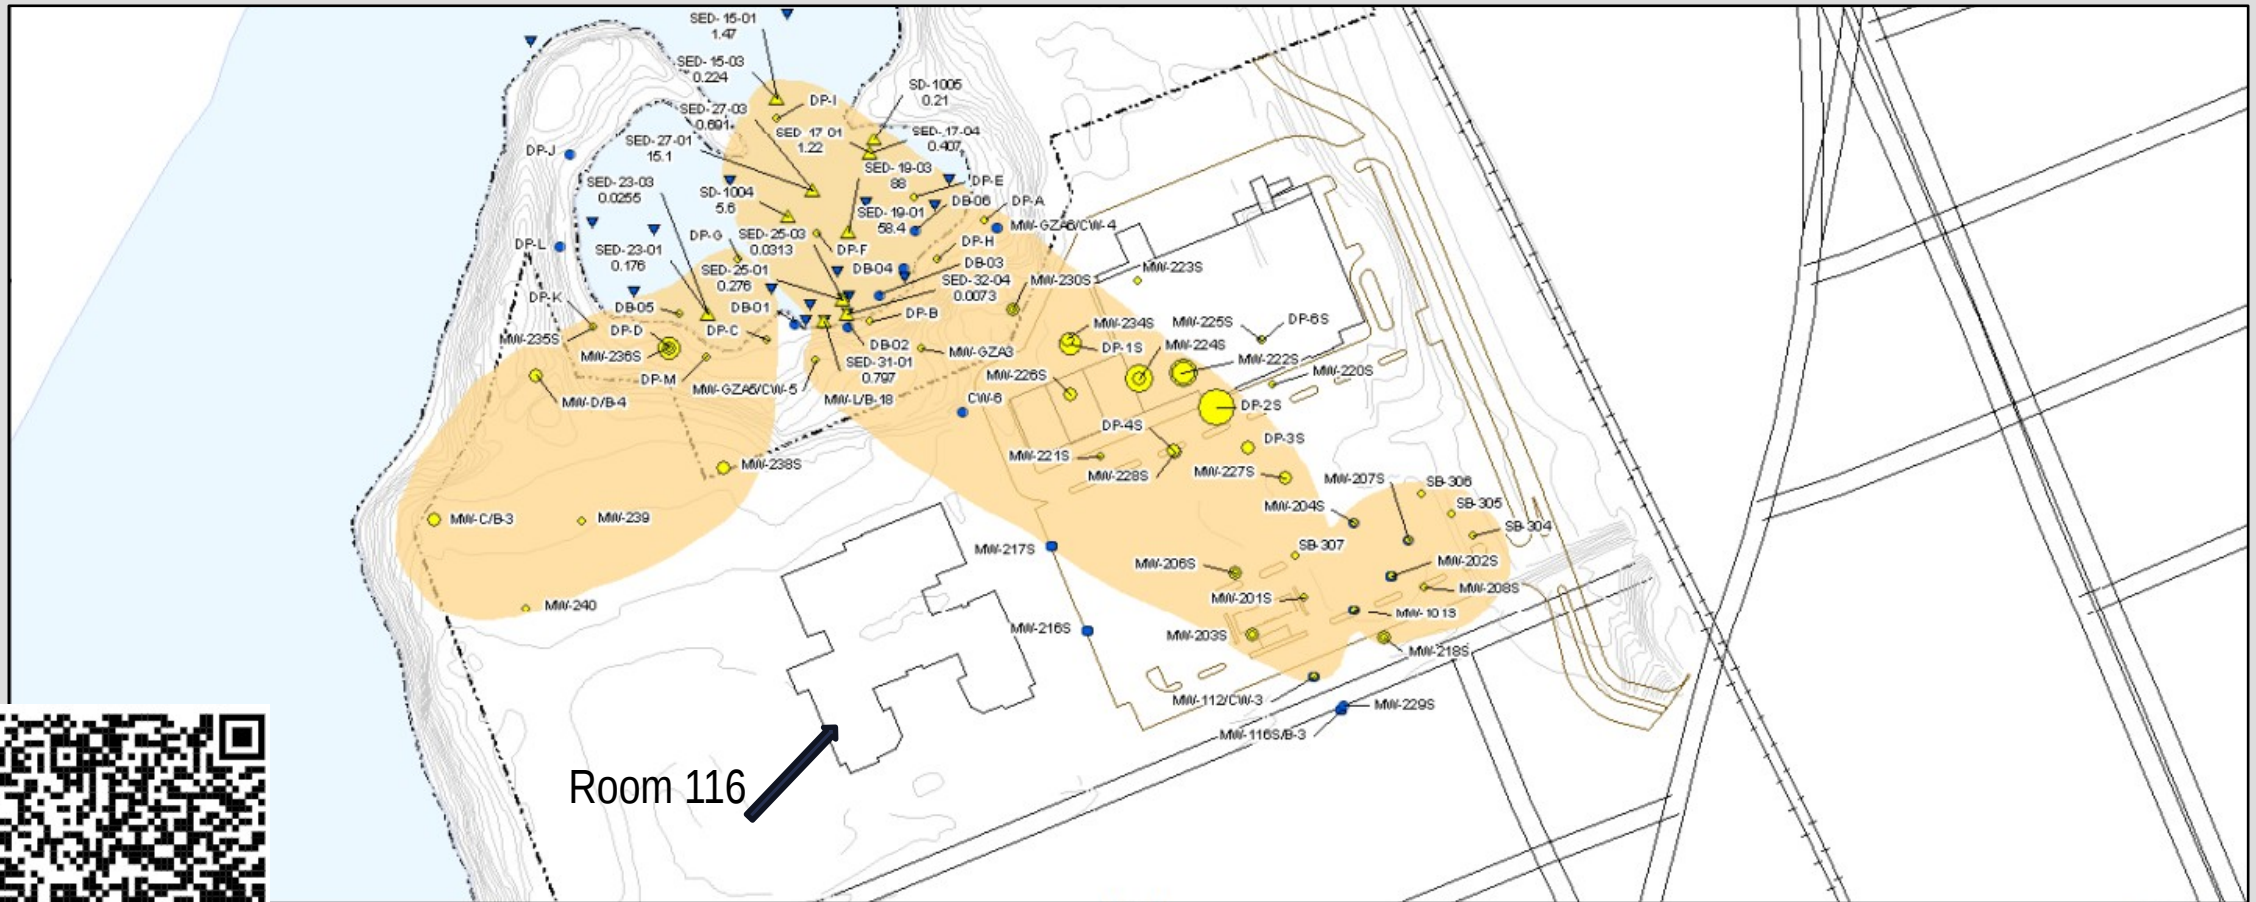 SED-15-01
1.47
SED-15-03
0.224
SED-27-03
0.691
DP-I
SD-1005
0.21
SED-17-01
1.22
SED-17-04
0.407
SED-27-01
15.1
DP-J
SED-19-03
88
SED-23-03
0.0255
SD-1004
5.6
DP-E
DB-06
DP-A
SED-19-01
58.4
MW-GZA6/CW-4
DP-G
SED-25-03
0.0313
DP-L
SED-23-01
0.176
DP-F
DP-H
SED-25-01
0.276
DB-04
DB-03
SED-32-04
0.0073
MW-230S
MW-223S
DP-K
DB-05
DB-01
DP-B
MW-235S
DP-D
DP-C
MW-234S
MW-225S
DP-6S
MW-236S
DB-02
MW-GZA3
DP-1S
MW-224S
SED-31-01
0.797
MW-222S
DP-M
MW-GZA5/CW-5
MW-226S
MW-220S
MW-D/B-4
MW-L/B-18
CW-6
DP-2S
DP-4S
DP-3S
MW-221S
MW-238S
MW-228S
MW-227S
MW-207S
SB-306
MW-C/B-3
MW-239
MW-204S
SB-305
SB-304
MW-217S
SB-307
MW-206S
MW-202S
MW-201S
MW-208S
MW-240
MW-101S
MW-216S
MW-203S
MW-218S
MW-112/CW-3
MW-229S
MW-116S/B-3
Room 116